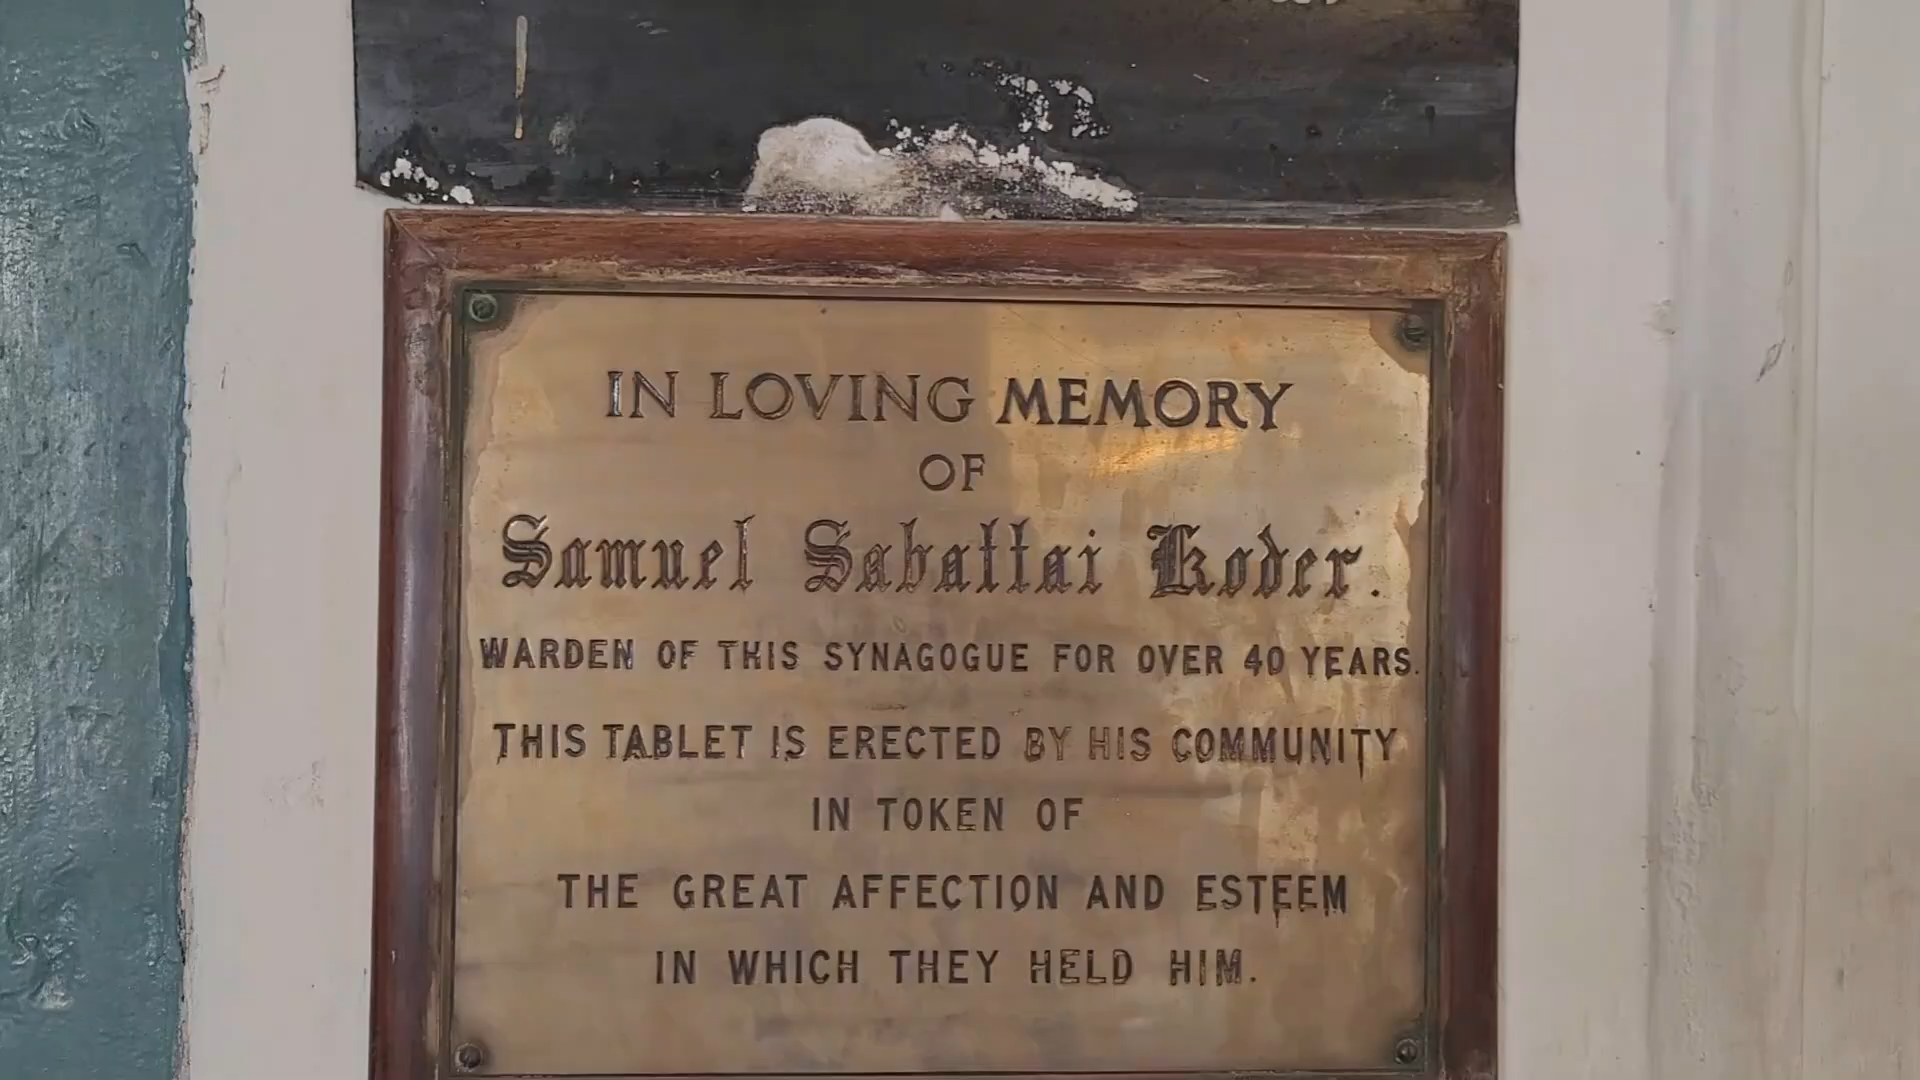 IN LOVING MEMORY
OF
Samuel Sabattai Koder.
WARDEN OF THIS SYNAGOGUE FOR OVER 40 YEARS.
THIS TABLET IS ERECTED BY HIS COMMUNITY
IN TOKEN OF
THE GREAT AFFECTION AND ESTEEM
IN WHICH THEY HELD HIM.